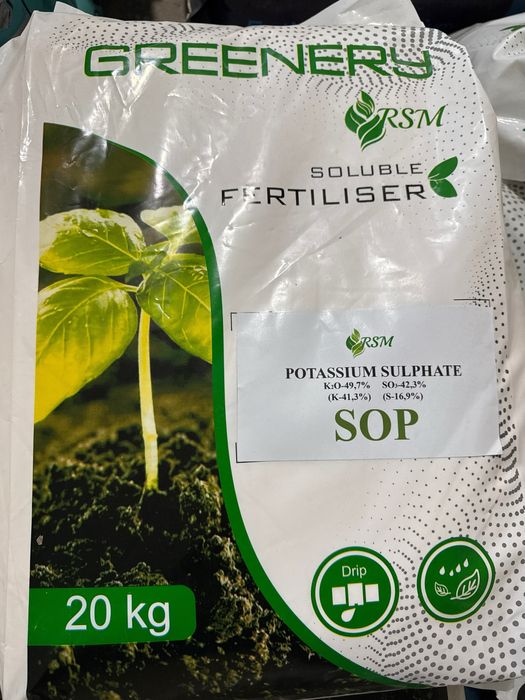 GREENERY
RSM
SOLUBLE
FERTILISER
RSM
POTASSIUM SULPHATE
K₂O-49,7% SO₃-42,3%
(K-41,3%) (S-16,9%)
SOP
Drip
20 kg